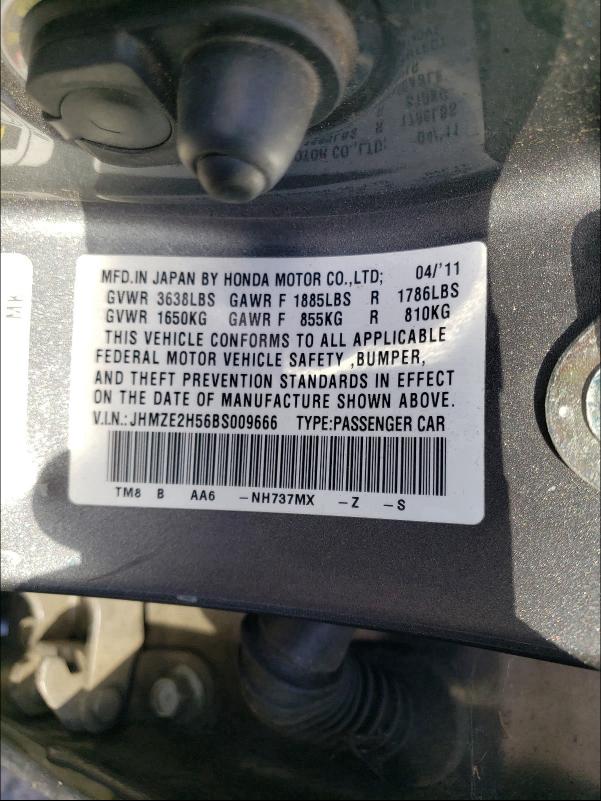 MFD.IN JAPAN BY HONDA MOTOR CO.,LTD; 04/'11
GVWR 3638LBS GAWR F 1885LBS R 1786LBS
GVWR 1650KG GAWR F 855KG R 810KG
THIS VEHICLE CONFORMS TO ALL APPLICABLE
FEDERAL MOTOR VEHICLE SAFETY ,BUMPER,
AND THEFT PREVENTION STANDARDS IN EFFECT
ON THE DATE OF MANUFACTURE SHOWN ABOVE.
V.I.N.: JHMZE2H56BS009666 TYPE:PASSENGER CAR
TM8 B AA6 –NH737MX –Z –S